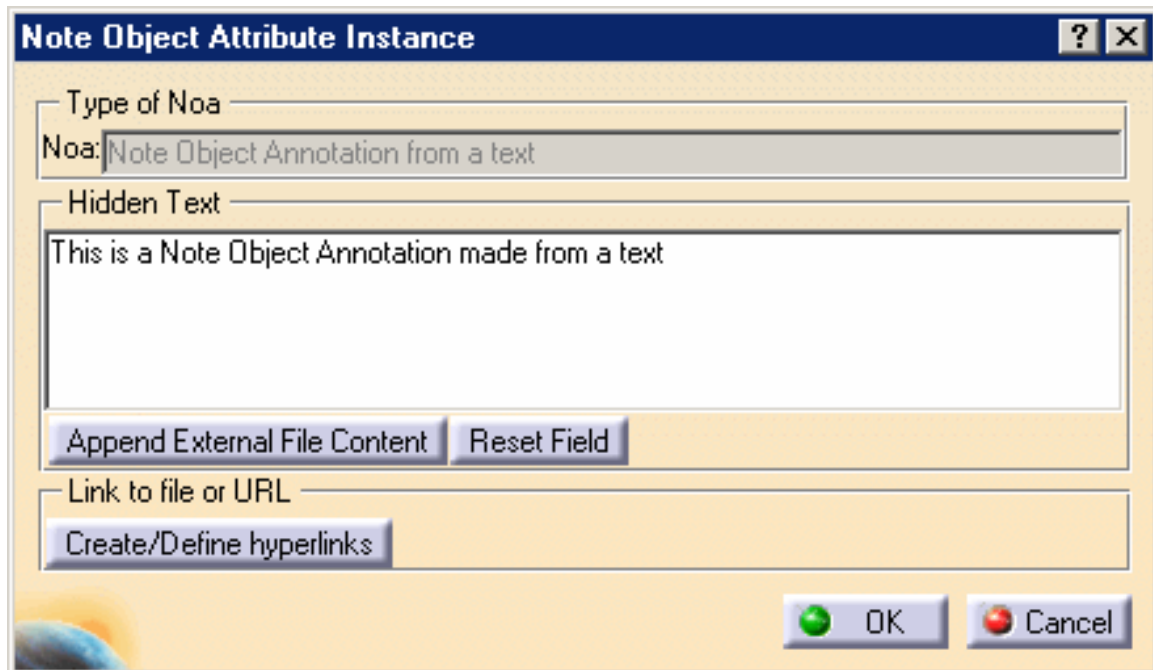 Note Object Attribute Instance
Type of Noa
Noa: Note Object Annotation from a text
Hidden Text
This is a Note Object Annotation made from a text
Append External File Content Reset Field
Link to file or URL
Create/Define hyperlinks
OK Cancel